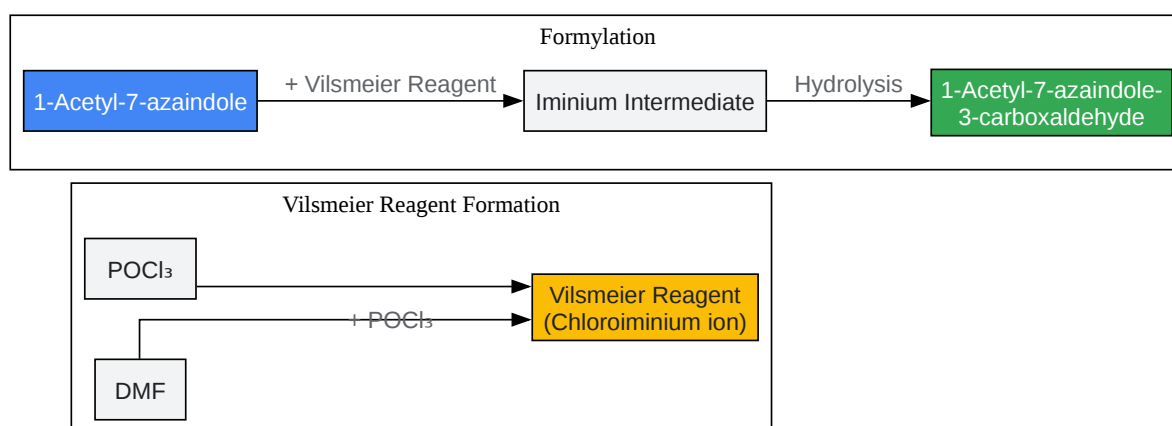 Formylation
1-Acetyl-7-azaindole
+ Vilsmeier Reagent
Iminium Intermediate
Hydrolysis
1-Acetyl-7-azaindole-
3-carboxaldehyde
Vilsmeier Reagent Formation
POCl₃
+ POCl₃
Vilsmeier Reagent
(Chloroiminium ion)
DMF